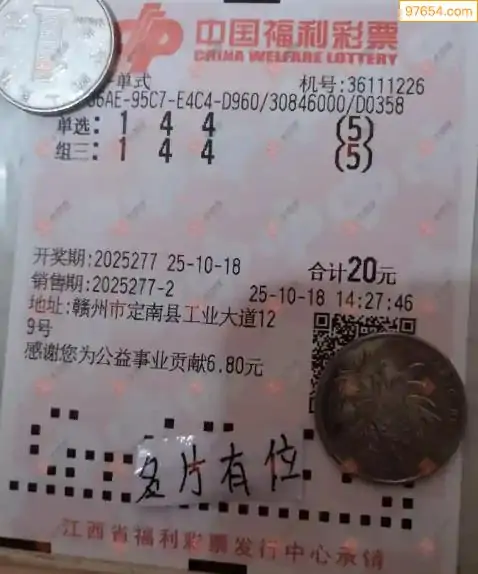 97654.com
中国福利彩票
CHINA WELFARE LOTTERY
单式 机号:36111226
6AE-95C7-E4C4-D960/30846000/D0358
单选: 1 4 4 (5)
组三: 1 4 4 (5)
开奖期:2025277 25-10-18 合计20元
销售期:2025277-2 25-10-18 14:27:46
地址:赣州市定南县工业大道12
9号
感谢您为公益事业贡献6.80元
名片有位
江西省福利彩票发行中心承销